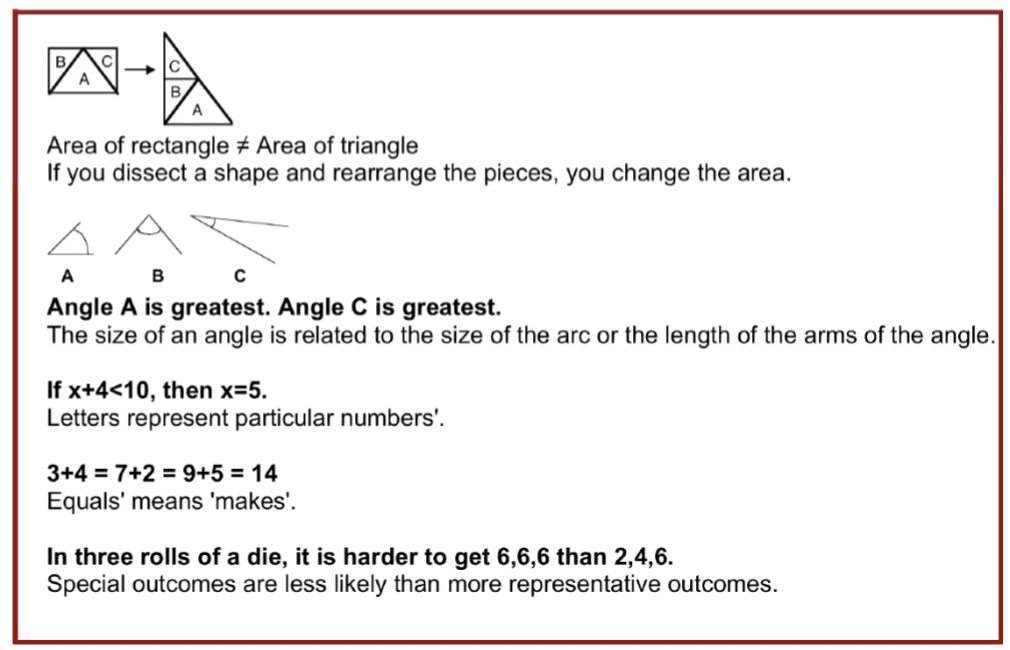 B C
A
C
B
A
Area of rectangle ≠ Area of triangle
If you dissect a shape and rearrange the pieces, you change the area.
A B C
Angle A is greatest. Angle C is greatest.
The size of an angle is related to the size of the arc or the length of the arms of the angle.
If x+4<10, then x=5.
Letters represent particular numbers'.
3+4 = 7+2 = 9+5 = 14
Equals' means 'makes'.
In three rolls of a die, it is harder to get 6,6,6 than 2,4,6.
Special outcomes are less likely than more representative outcomes.